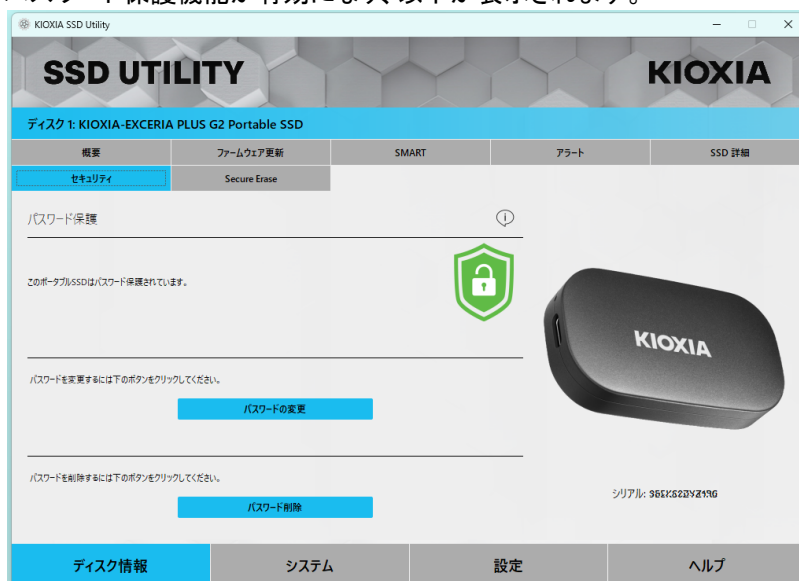 KIOXIA SSD Utility
SSD UTILITY
KIOXIA
ディスク 1: KIOXIA-EXCERIA PLUS G2 Portable SSD
概要
ファームウェア更新
SMART
アラート
SSD 詳細
セキュリティ
Secure Erase
パスワード保護
このポータブルSSDはパスワード保護されています。
KIOXIA
パスワードを変更するには下のボタンをクリックしてください。
パスワードの変更
パスワードを削除するには下のボタンをクリックしてください。
パスワード削除
シリアル:
ディスク情報
システム
設定
ヘルプ